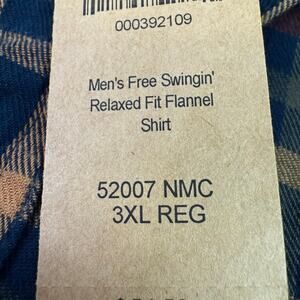 000392109
Men's Free Swingin'
Relaxed Fit Flannel
Shirt
52007 NMC
3XL REG